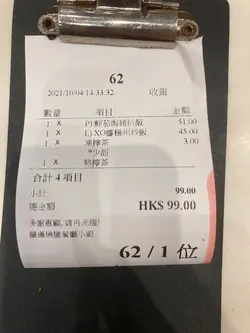 62
2021/10/04 14:33:32 收銀
數量 項目 金額
1 X P) 鮮茄焗豬扒飯 51.00
1 X L) XO醬楊州炒飯 45.00
1 X 凍檸茶 3.00
*少甜
1 X 熱檸茶
合計 4 項目
小計 99.00
總金額 HK$ 99.00
多謝惠顧, 請再光臨!
62 / 1 位